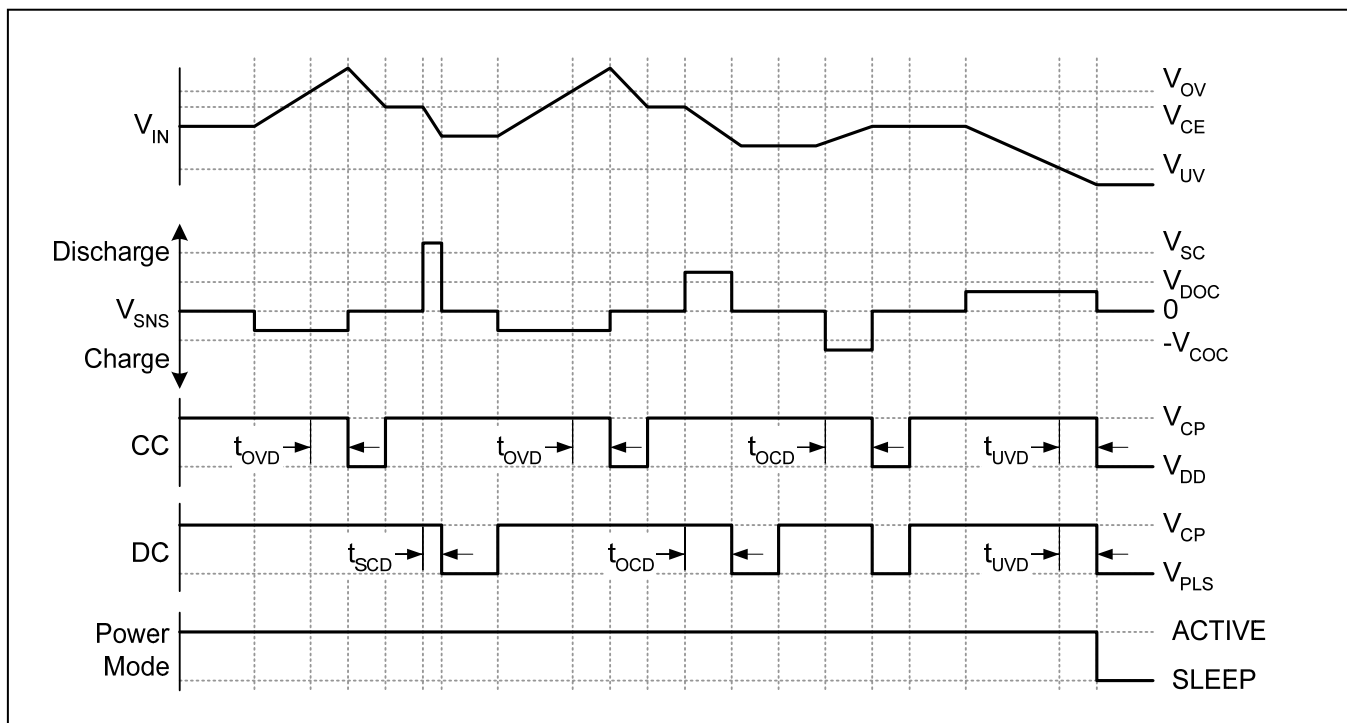 V_IN
V_OV
V_CE
V_UV
Discharge
V_SNS
Charge
V_SC
V_DOC
0
-V_COC
CC
t_OVD
t_OVD
t_OCD
t_UVD
V_CP
V_DD
DC
t_SCD
t_OCD
t_UVD
V_CP
V_PLS
Power
Mode
ACTIVE
SLEEP